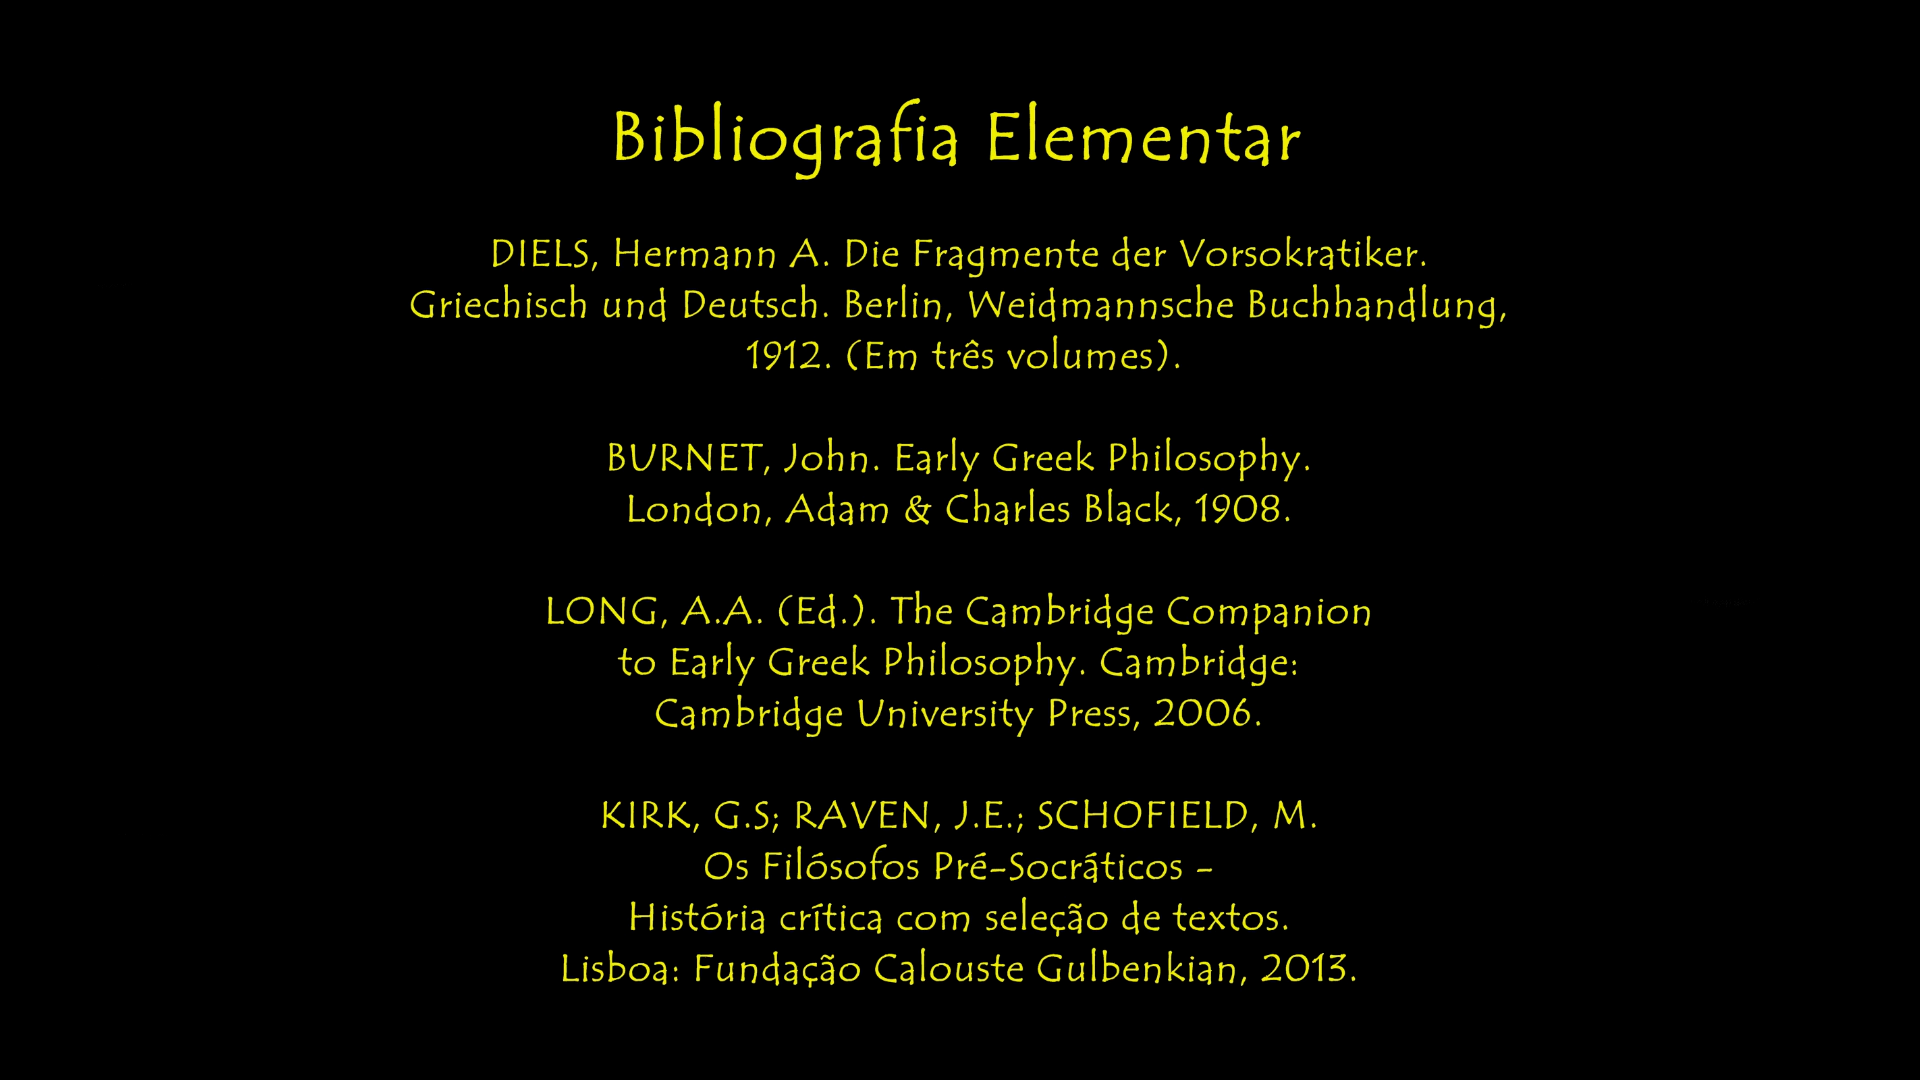 Bibliografia Elementar
DIELS, Hermann A. Die Fragmente der Vorsokratiker.
Griechisch und Deutsch. Berlin, Weidmannsche Buchhandlung,
1912. (Em três volumes).
BURNET, John. Early Greek Philosophy.
London, Adam & Charles Black, 1908.
LONG, A.A. (Ed.). The Cambridge Companion
to Early Greek Philosophy. Cambridge:
Cambridge University Press, 2006.
KIRK, G.S; RAVEN, J.E.; SCHOFIELD, M.
Os Filósofos Pré-Socráticos -
História crítica com seleção de textos.
Lisboa: Fundação Calouste Gulbenkian, 2013.